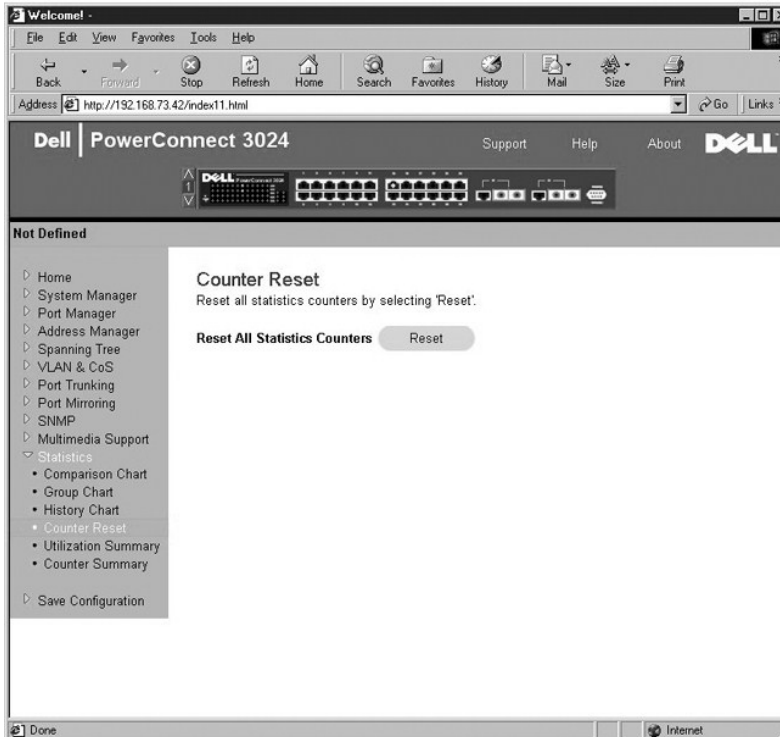 Welcome! -
File Edit View Favorites Tools Help
Back Forward Stop Refresh Home Search Favorites History Mail Size Print
Address http://192.168.73.42/index11.html Go Links
Dell PowerConnect 3024 Support Help About DELL
DELL
1
Not Defined
Home
System Manager
Port Manager
Address Manager
Spanning Tree
VLAN & CoS
Port Trunking
Port Mirroring
SNMP
Multimedia Support
Statistics
• Comparison Chart
• Group Chart
• History Chart
• Counter Reset
• Utilization Summary
• Counter Summary
Save Configuration
Counter Reset
Reset all statistics counters by selecting 'Reset'.
Reset All Statistics Counters Reset
Done Internet